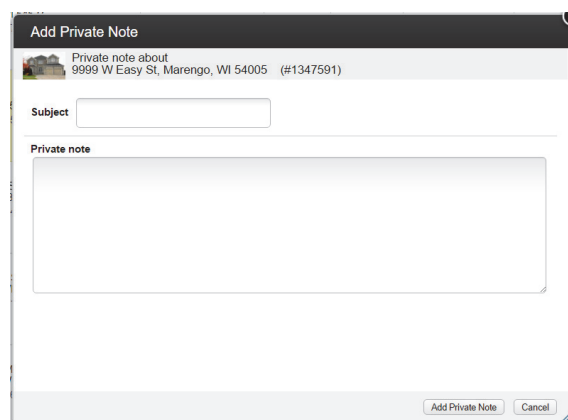 Add Private Note
Private note about
9999 W Easy St, Marengo, WI 54005 (#1347591)
Subject
Private note
Add Private Note Cancel